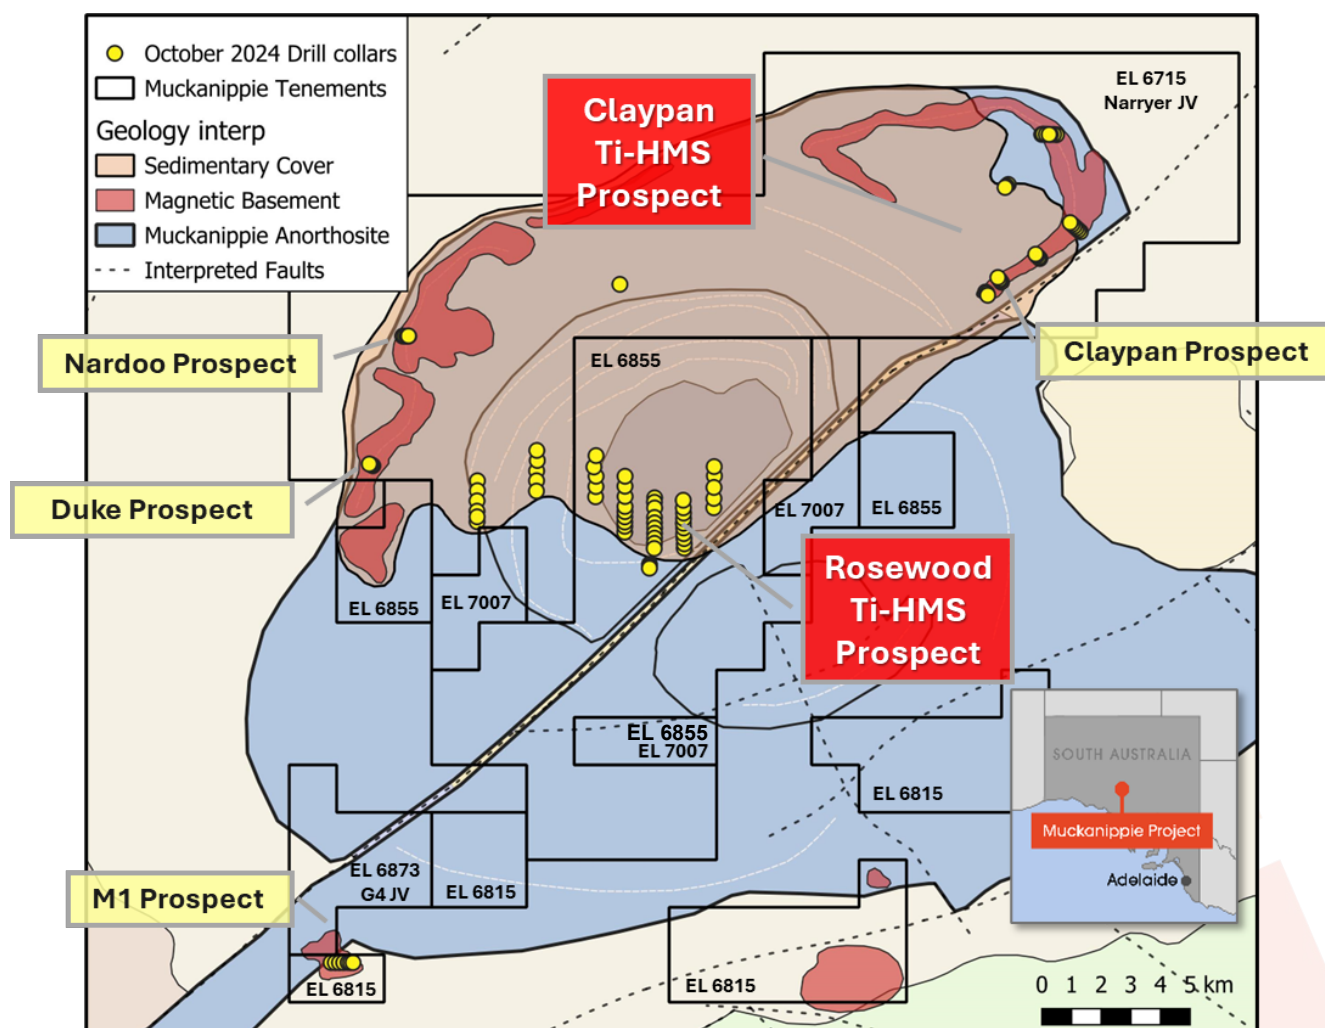 October 2024 Drill collars
Muckanippie Tenements
Geology interp
Sedimentary Cover
Magnetic Basement
Muckanippie Anorthosite
Interpreted Faults
Claypan
Ti-HMS
Prospect
EL 6715
Narryer JV
Nardoo Prospect
EL 6855
Claypan Prospect
Duke Prospect
EL 7007
EL 6855
Rosewood
Ti-HMS
Prospect
EL 6855
EL 7007
EL 6855
EL 7007
SOUTH AUSTRALIA
EL 6815
Muckanippie Project
Adelaide
EL 6873
G4 JV
EL 6815
M1 Prospect
EL 6815
EL 6815
0 1 2 3 4 5 km